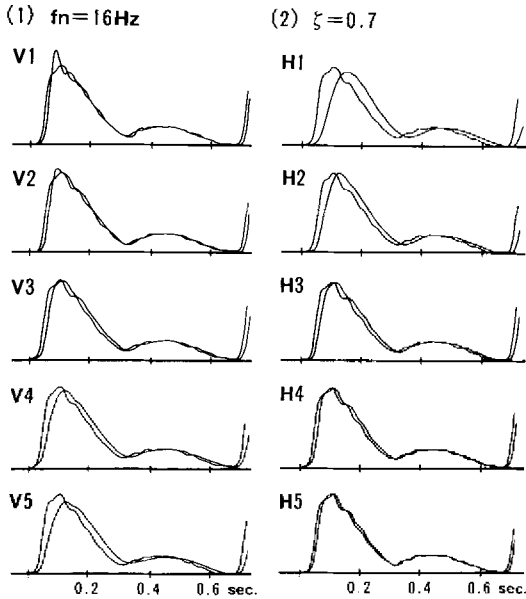 (1) fn=16Hz
(2) ζ=0.7
V1
H1
V2
H2
V3
H3
V4
H4
V5
H5
0.2 0.4 0.6 sec.
0.2 0.4 0.6 sec.